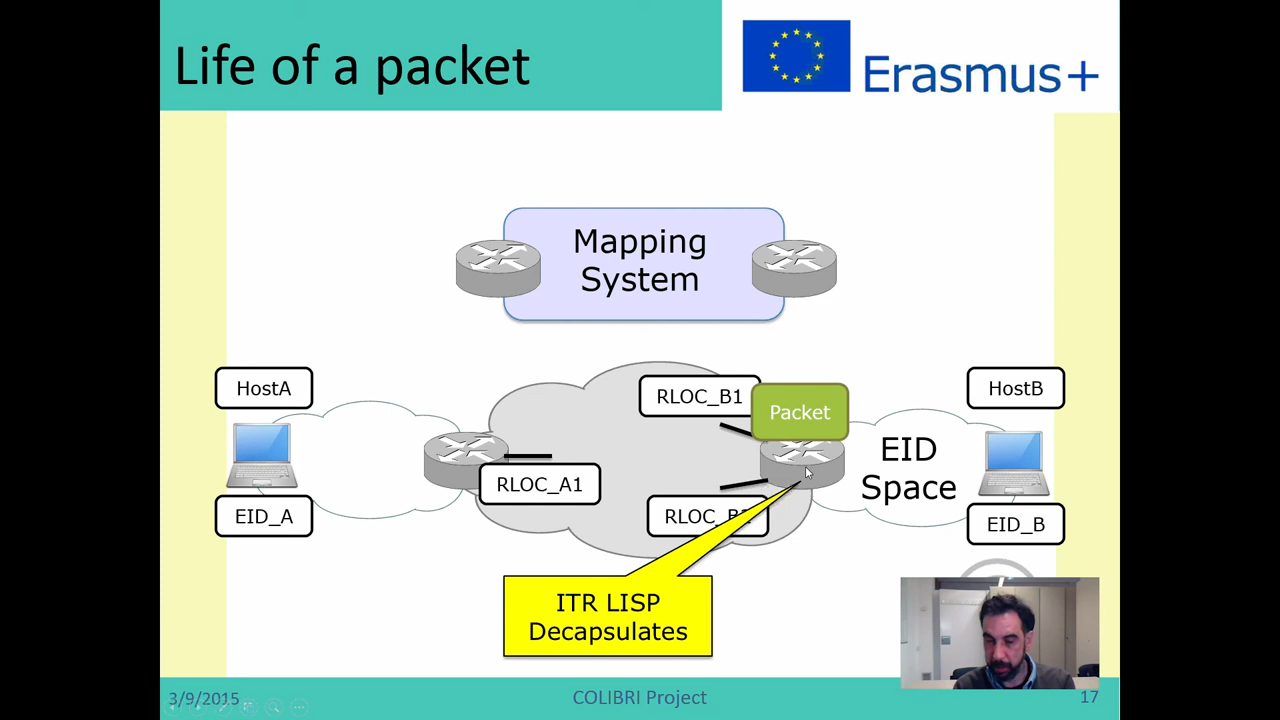 Life of a packet
Erasmus+
Mapping
System
HostA
RLOC_B1
Packet
HostB
EID
Space
RLOC_A1
EID_A
EID_B
ITR LISP
Decapsulates
3/9/2015
COLIBRI Project
17